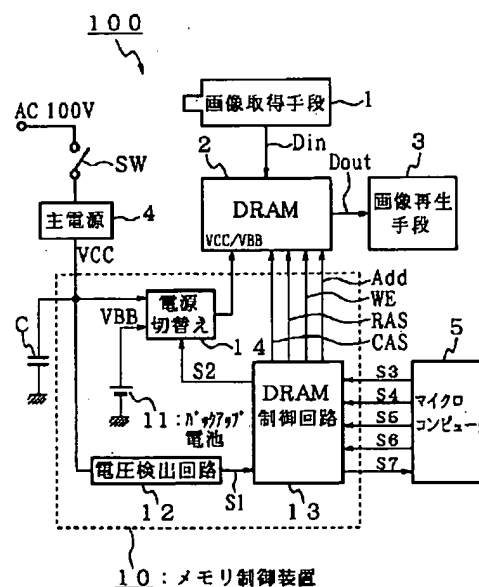 100
AC 100V
SW
主電源
4
VCC
画像取得手段
1
Din
2
DRAM
VCC/VBB
Dout
3
画像再生
手段
Add
WE
RAS
CAS
C
VBB
電源
切替え
14
S2
11:バックアップ
電池
DRAM
制御回路
13
S3
S4
S5
S6
S7
5
マイクロ
コンピュータ
電圧検出回路
12
S1
10:メモリ制御装置